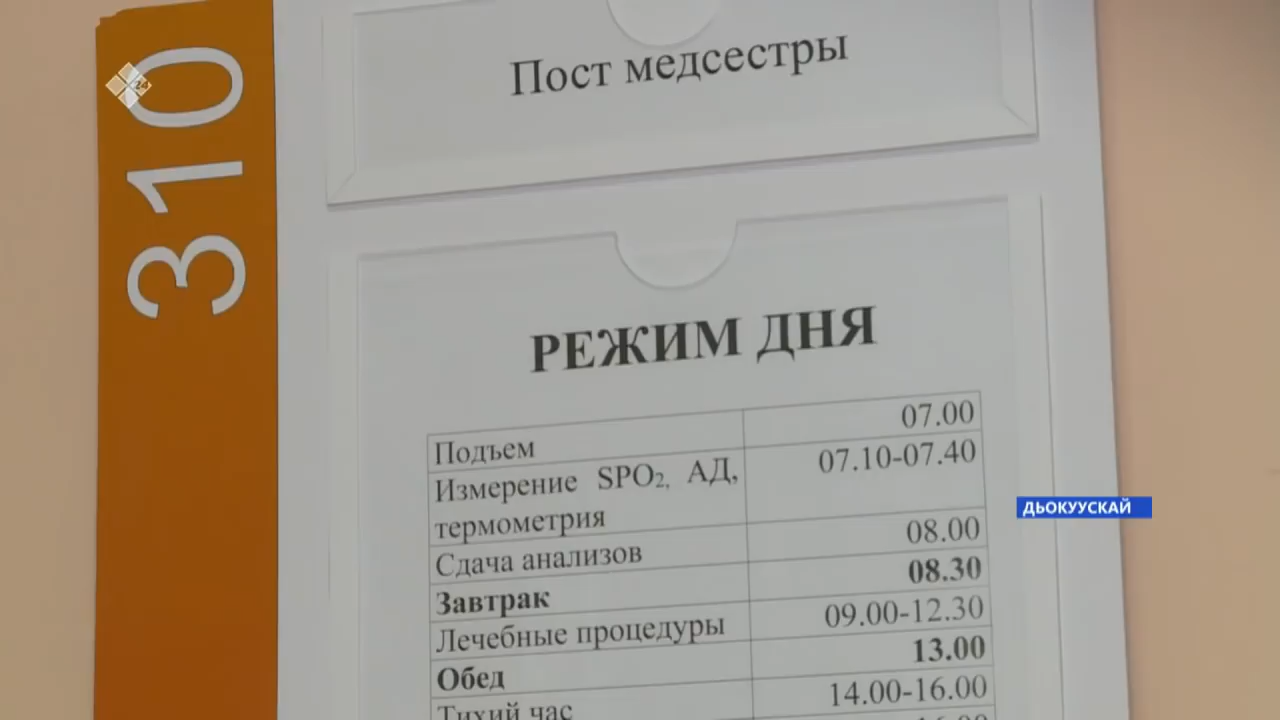 310
24
Пост медсестры
РЕЖИМ ДНЯ
Подъем 07.00
Измерение SPO₂, АД, 07.10-07.40
термометрия
Сдача анализов 08.00
Завтрак 08.30
Лечебные процедуры 09.00-12.30
Обед 13.00
Тихий час 14.00-16.00
ДЬОКУУСКАЙ